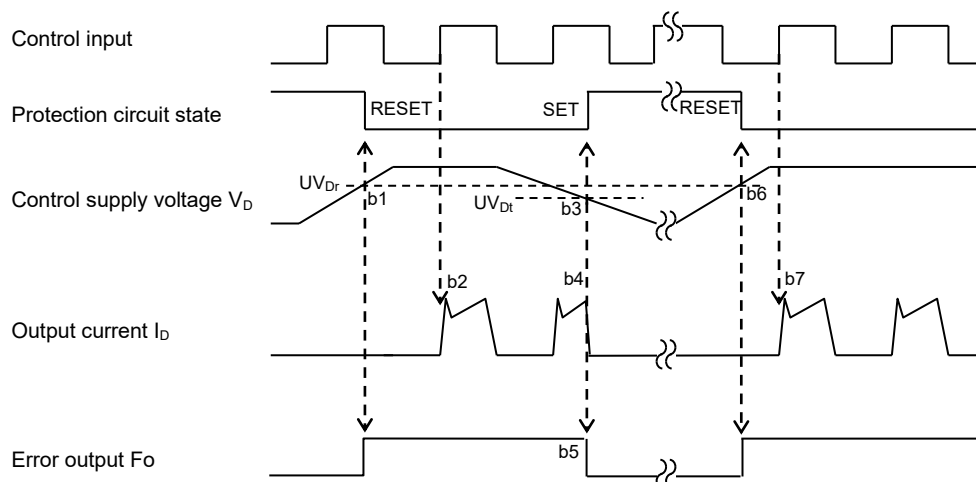 Control input
Protection circuit state
RESET
SET
RESET
Control supply voltage VD
UVDr
b1
UVDt
b3
b6
b2
b4
b7
Output current ID
Error output Fo
b5